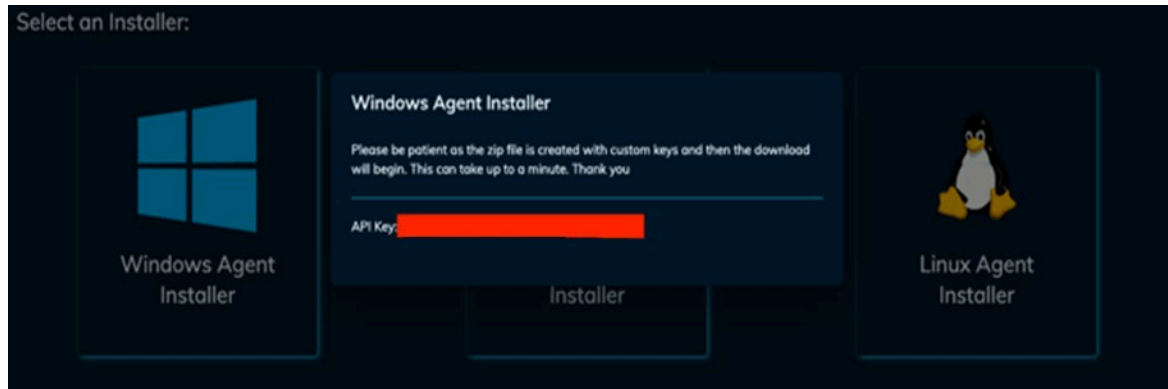 Select an Installer:
Windows Agent Installer
Please be patient as the zip file is created with custom keys and then the download
will begin. This can take up to a minute. Thank you
API Key:
Windows Agent
Installer
Installer
Linux Agent
Installer